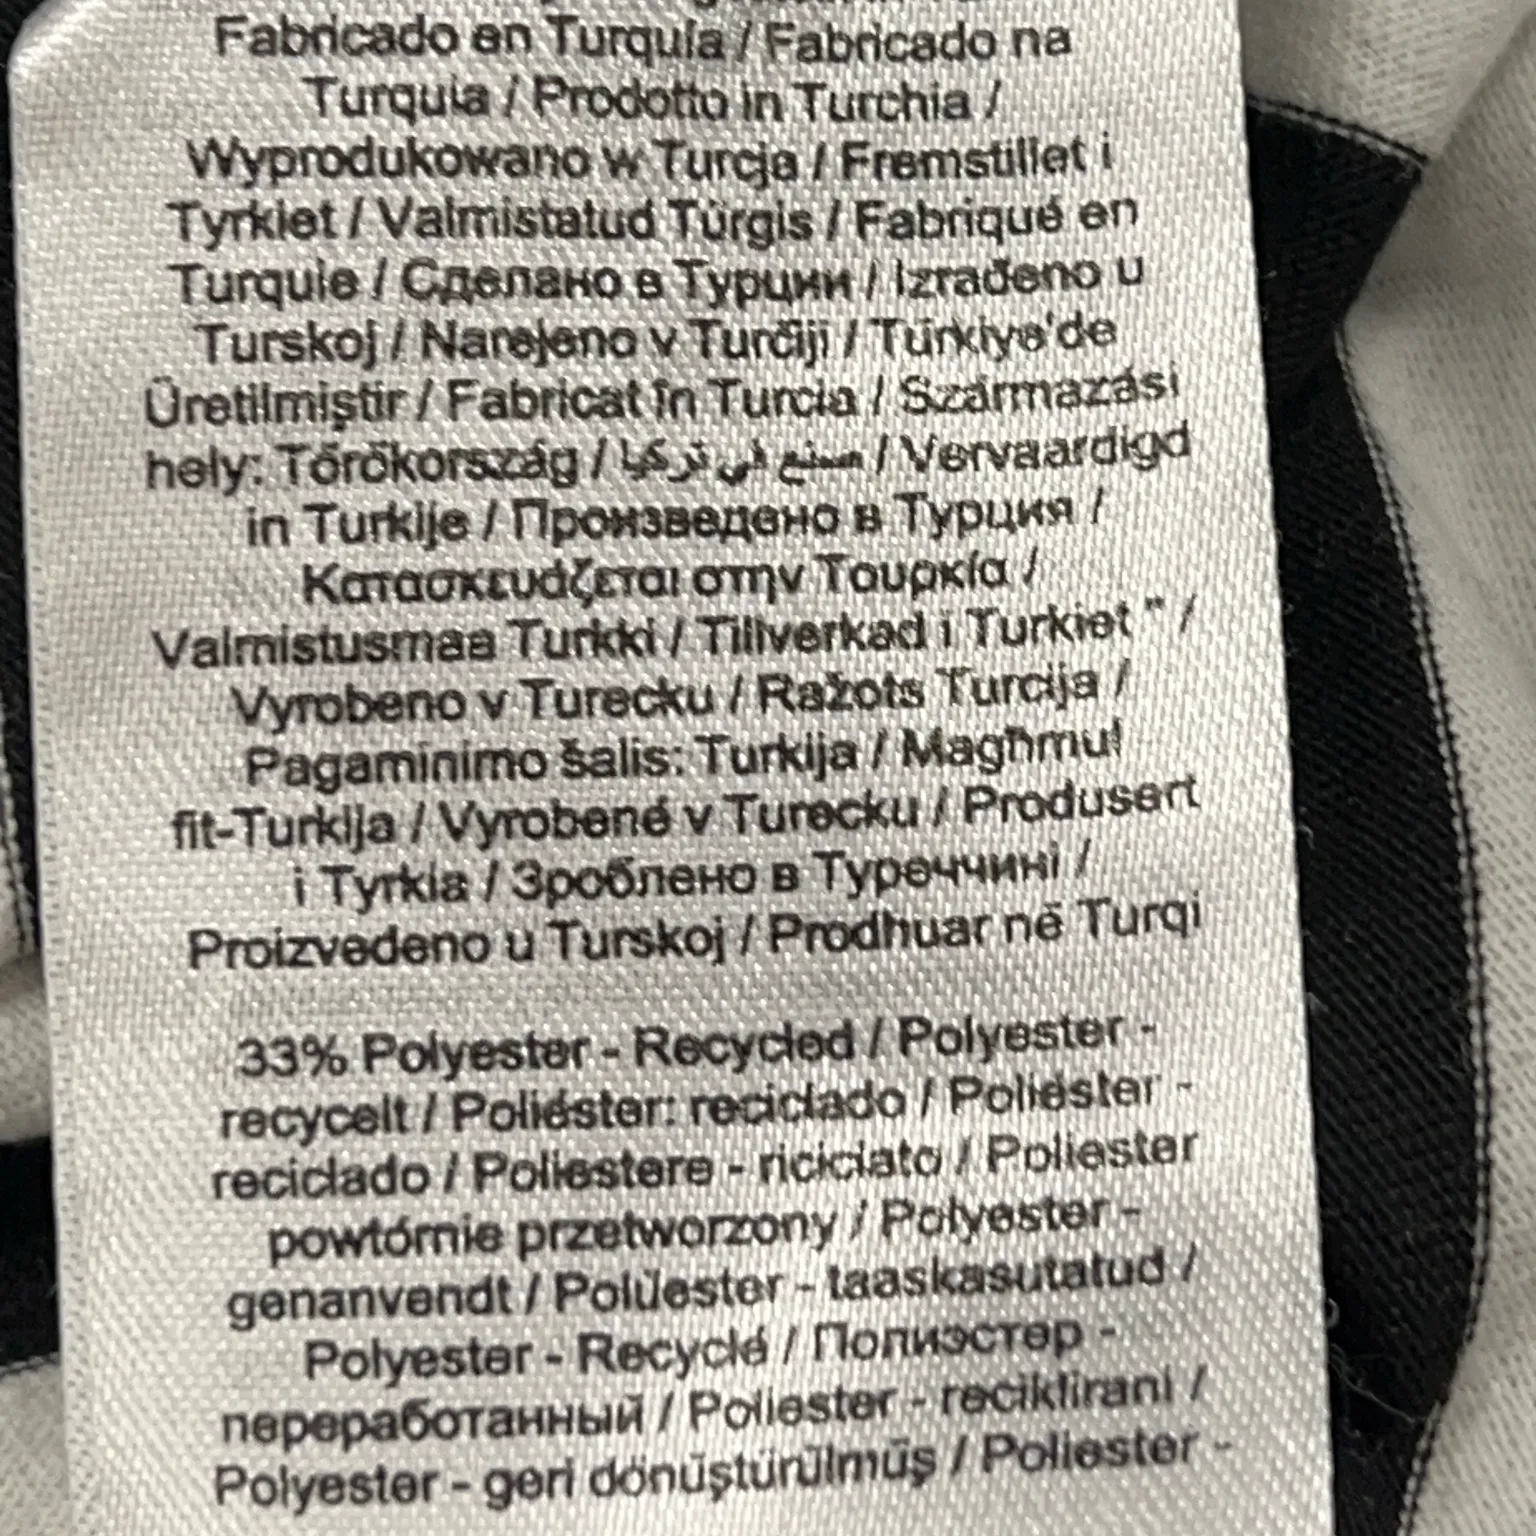 Fabricado en Turquía / Fabricado na
Turquia / Prodotto in Turchia /
Wyprodukowano w Turcja / Fremstillet i
Tyrkiet / Valmistatud Türgis / Fabriqué en
Turquie / Сделано в Турции / Izrađeno u
Turskoj / Narejeno v Turčiji / Türkiye'de
Üretilmiştir / Fabricat în Turcia / Származási
hely: Törökország / صنع في تركيا / Vervaardigd
in Turkije / Произведено в Турция /
Κατασκευάζεται στην Τουρκία /
Valmistusmaa Turkki / Tillverkad i Turkiet " /
Vyrobeno v Turecku / Ražots Turcija /
Pagaminimo šalis: Turkija / Magħmul
fit-Turkija / Vyrobené v Turecku / Produsert
i Tyrkia / Зроблено в Туреччині /
Proizvedeno u Turskoj / Prodhuar në Turqi
33% Polyester - Recycled / Polyester -
recycelt / Poliéster: reciclado / Poliéster -
reciclado / Poliestere - riciclato / Poliester
powtórnie przetworzony / Polyester -
genanvendt / Polüester - taaskasutatud /
Polyester - Recyclé / Полиэстер -
переработанный / Poliester - reciklirani /
Polyester - geri dönüştürülmüş / Poliester -